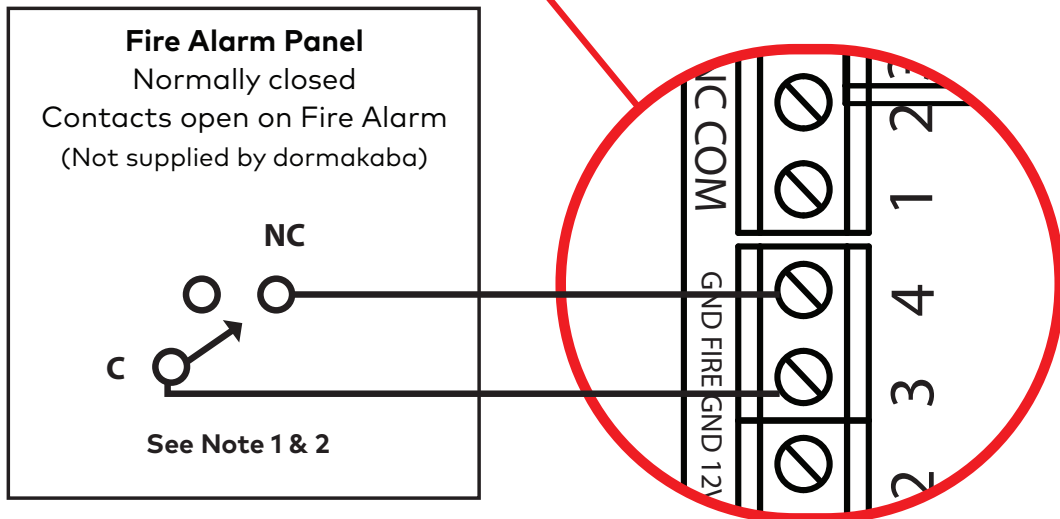 Fire Alarm Panel
Normally closed
Contacts open on Fire Alarm
(Not supplied by dormakaba)
NC
C
See Note 1 & 2
COM
GND FIRE GND
2
1
4
3
2